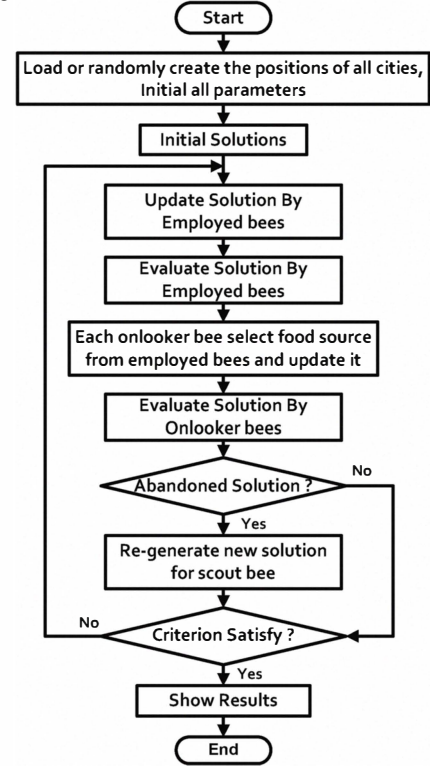 Start
Load or randomly create the positions of all cities,
Initial all parameters
Initial Solutions
Update Solution By
Employed bees
Evaluate Solution By
Employed bees
Each onlooker bee select food source
from employed bees and update it
Evaluate Solution By
Onlooker bees
Abandoned Solution ?
No
Yes
Re-generate new solution
for scout bee
No
Criterion Satisfy ?
Yes
Show Results
End